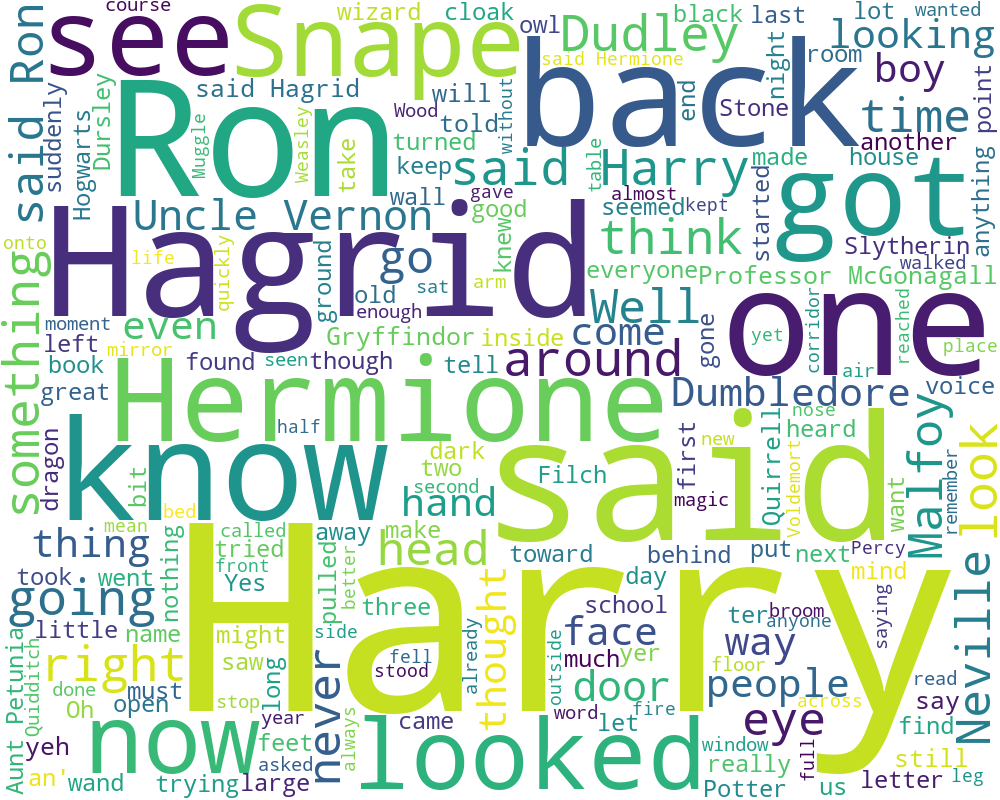 course
wizard
cloak
owl
black
last
lot
wanted
see
Snape
Dudley
looking
said Hermione
room
boy
said Ron
suddenly
Dursley
Hogwarts
Ron
said Hagrid
will
Wood
turned
told
without
back
end
Stone
night
time
point
another
Muggle
Weasley
take
keep
said Harry
table
made
house
anything
wall
gave
almost
got
Uncle Vernon
good
knew
seemed
kept
started
Slytherin
walked
onto
something
Hagrid
life
quickly
ground
go
think
everyone
Professor McGonagall
old
sat
arm
Well
one
moment
even
enough
Gryffindor
inside
come
gone
yet
corridor
reached
place
left
mirror
found
seen
though
tell
around
book
great
Hermione
Dumbledore
air
voice
half
nose
dragon
know
dark
said
first
new
heard
Quirrell
Malfoy
look
bit
two
second
Filch
magic
Voldemort
want
remember
mean
bed
hand
thing
nothing
called
away
make
head
toward
behind
put
next
Percy
tried
front
took
went
Yes
pulled
better
day
mind
going
Harry
three
thought
school
ter
broom
anyone
saying
Neville
little
name
might
side
already
face
way
right
saw
long
fell
stood
outside
much
yer
floor
people
read
Aunt Petunia
Quidditch
done
must
stop
never
door
across
say
Oh
open
year
always
came
word
let
fire
eye
find
yeh
now
feet
asked
looked
window
really
full
still
an'
wand
trying
large
Potter
us
letter
leg